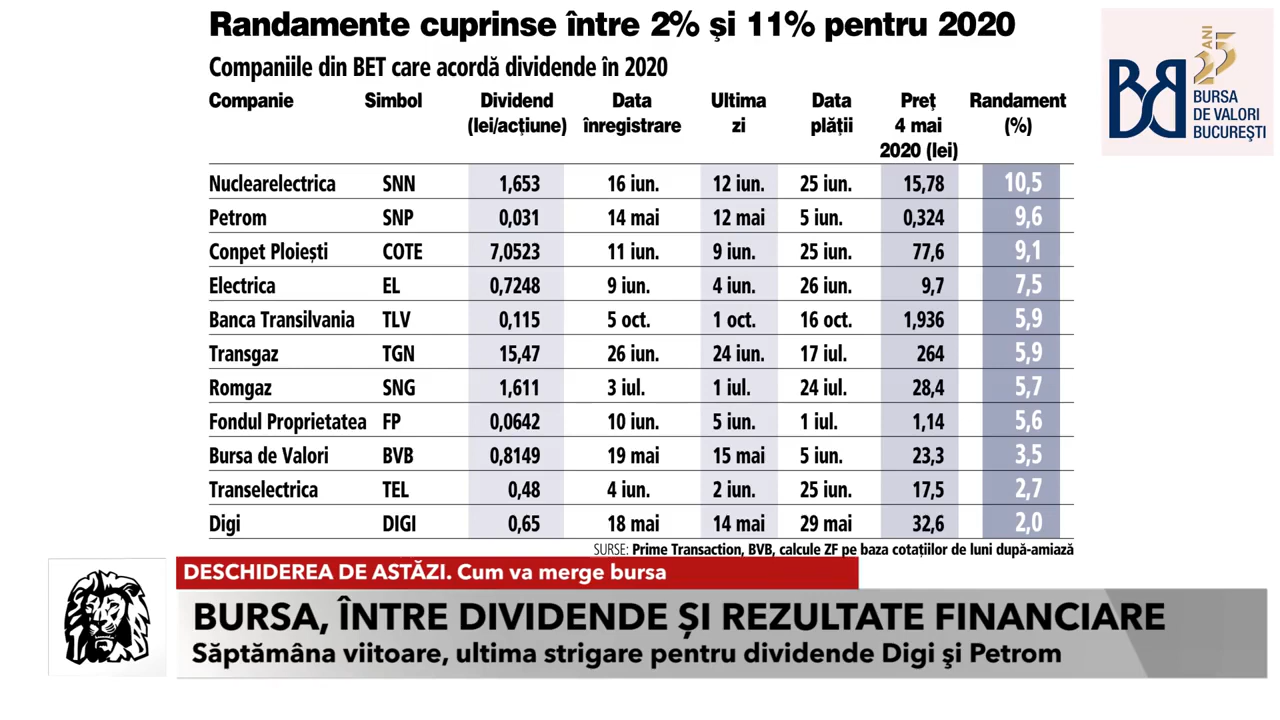 Randamente cuprinse între 2% şi 11% pentru 2020
Companiile din BET care acordă dividende în 2020
Companie Simbol Dividend (lei/acţiune) Data înregistrare Ultima zi Data plăţii Preţ 4 mai 2020 (lei) Randament (%)
Nuclearelectrica SNN 1,653 16 iun. 12 iun. 25 iun. 15,78 10,5
Petrom SNP 0,031 14 mai 12 mai 5 iun. 0,324 9,6
Conpet Ploieşti COTE 7,0523 11 iun. 9 iun. 25 iun. 77,6 9,1
Electrica EL 0,7248 9 iun. 4 iun. 26 iun. 9,7 7,5
Banca Transilvania TLV 0,115 5 oct. 1 oct. 16 oct. 1,936 5,9
Transgaz TGN 15,47 26 iun. 24 iun. 17 iul. 264 5,9
Romgaz SNG 1,611 3 iul. 1 iul. 24 iul. 28,4 5,7
Fondul Proprietatea FP 0,0642 10 iun. 5 iun. 1 iul. 1,14 5,6
Bursa de Valori BVB 0,8149 19 mai 15 mai 5 iun. 23,3 3,5
Transelectrica TEL 0,48 4 iun. 2 iun. 25 iun. 17,5 2,7
Digi DIGI 0,65 18 mai 14 mai 29 mai 32,6 2,0
SURSE: Prime Transaction, BVB, calcule ZF pe baza cotaţiilor de luni după-amiază
BVB
25 ANI
BURSA
DE VALORI
BUCUREŞTI
DESCHIDEREA DE ASTĂZI. Cum va merge bursa
BURSA, ÎNTRE DIVIDENDE ȘI REZULTATE FINANCIARE
Săptămâna viitoare, ultima strigare pentru dividende Digi şi Petrom